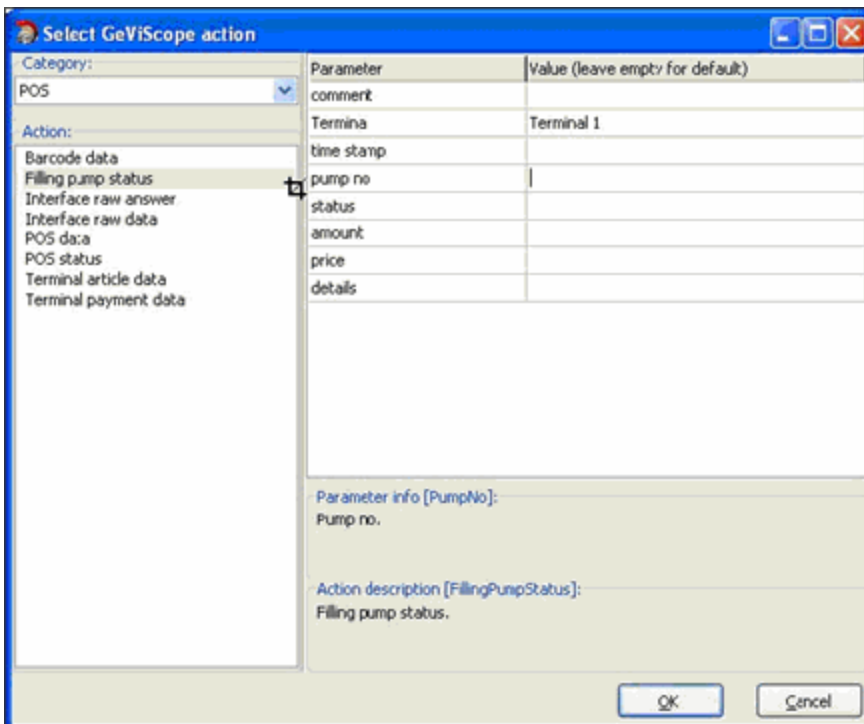 Select GeViScope action
Category:
POS
Action:
Barcode data
Filling pump status
Interface raw answer
Interface raw data
POS data
POS status
Terminal article data
Terminal payment data
Parameter Value (leave empty for default)
comment
Termina Terminal 1
time stamp
pump no
status
amount
price
details
Parameter info [PumpNo]:
Pump no.
Action description [FillingPumpStatus]:
Filling pump status.
OK Cancel